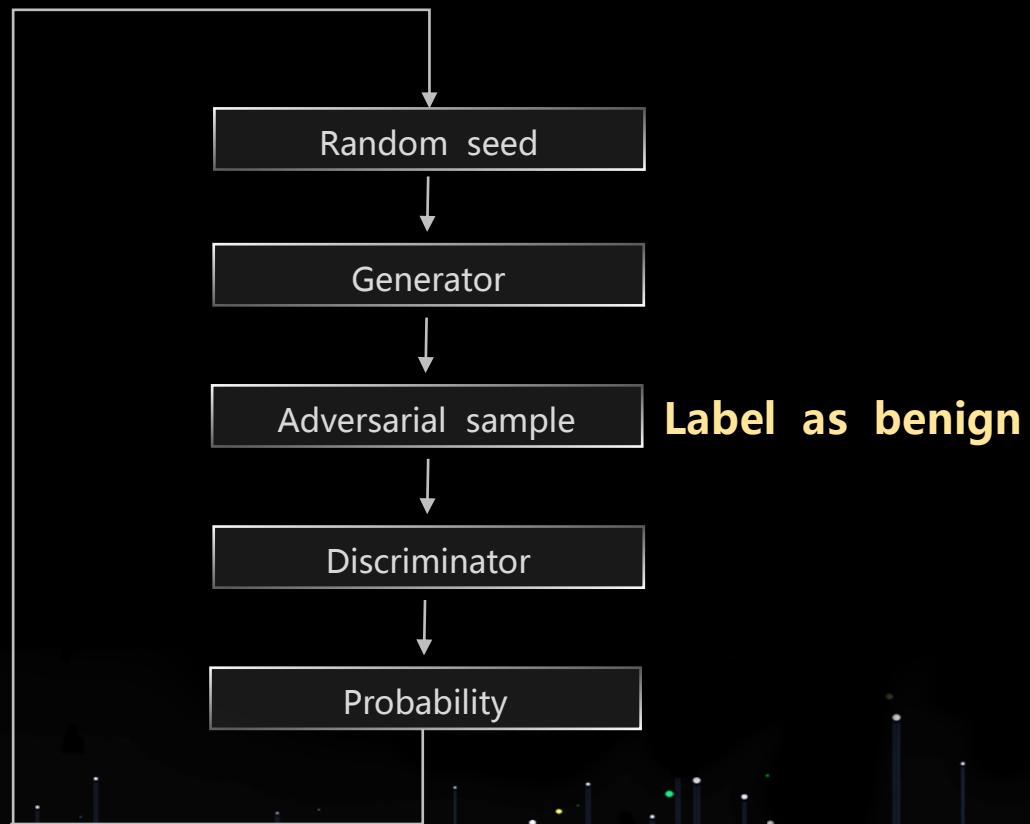 Random seed
Generator
Adversarial sample
Label as benign
Discriminator
Probability